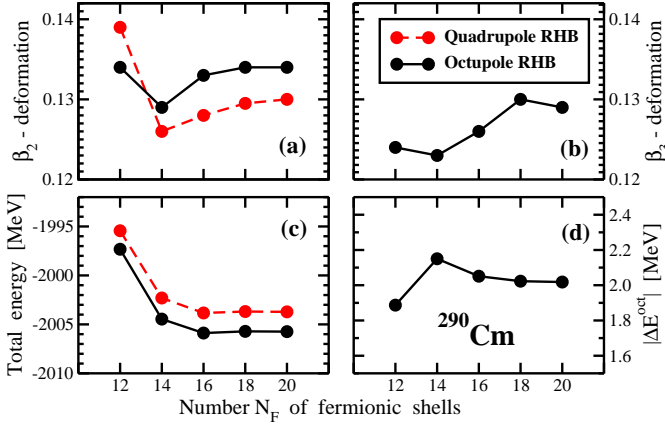 0.14
0.13
0.12
β₂ - deformation
(a)
Quadrupole RHB
Octupole RHB
(b)
0.14
0.13
0.12
β₃ - deformation
-1995
-2000
-2005
-2010
Total energy [MeV]
(c)
(d)
²⁹⁰Cm
2.4
2.2
2.0
1.8
1.6
|ΔEᵒᶜᵗ| [MeV]
12 14 16 18 20
12 14 16 18 20
Number N_F of fermionic shells